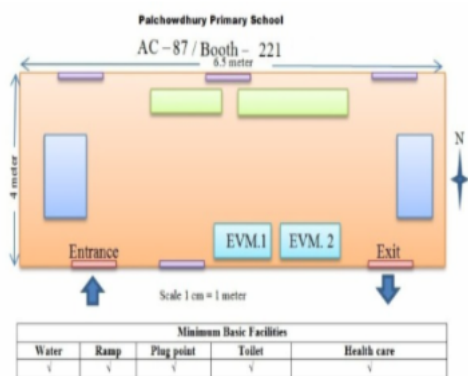 Palchowdhury Primary School
AC – 87 / Booth – 221
6.5 meter
4 meter
N
EVM.1 EVM. 2
Entrance Exit
Scale 1 cm = 1 meter
Minimum Basic Facilities
Water Ramp Plug point Toilet Health care
√ √ √ √ √